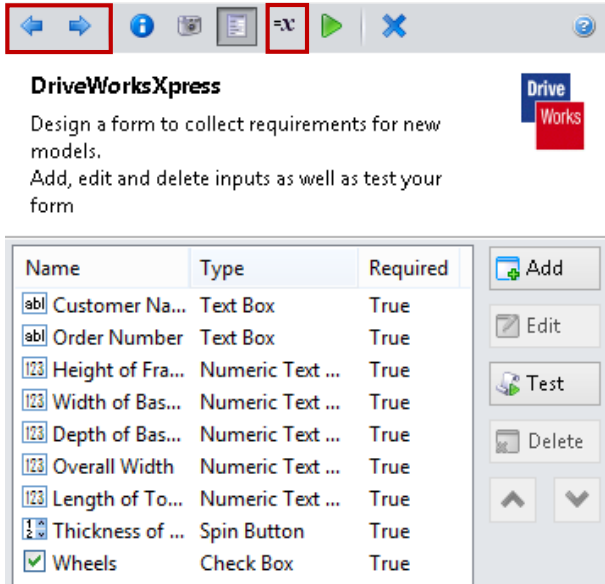 =x
DriveWorksXpress
Drive
Works
Design a form to collect requirements for new
models.
Add, edit and delete inputs as well as test your
form
Name Type Required
Customer Na... Text Box True
Order Number Text Box True
Height of Fra... Numeric Text ... True
Width of Bas... Numeric Text ... True
Depth of Bas... Numeric Text ... True
Overall Width Numeric Text ... True
Length of To... Numeric Text ... True
Thickness of ... Spin Button True
Wheels Check Box True
Add
Edit
Test
Delete